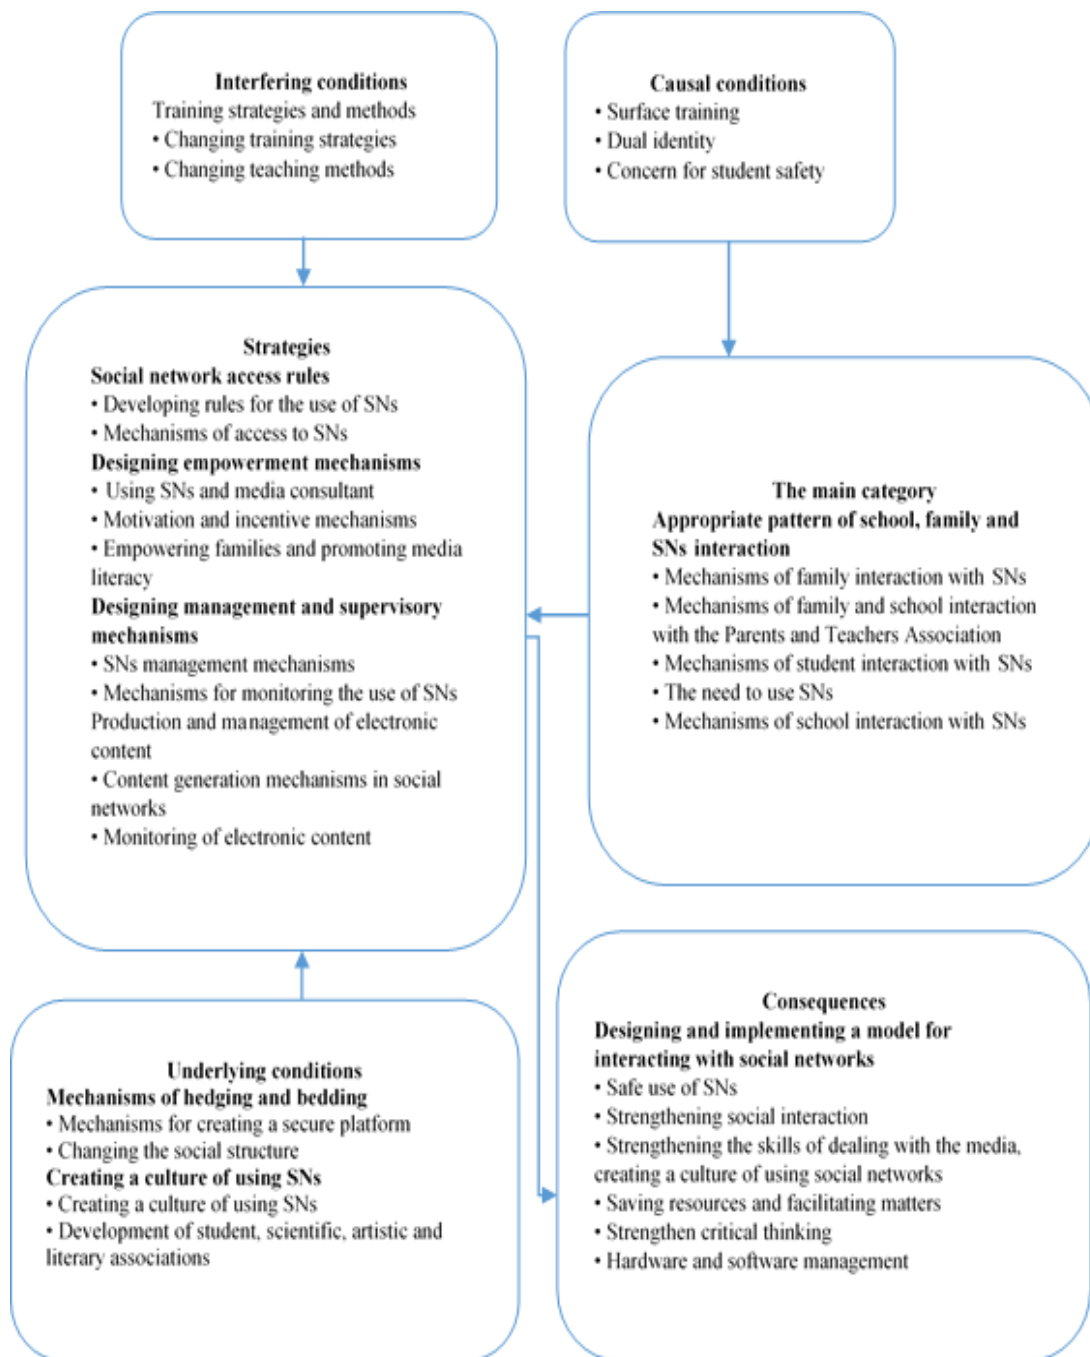 Interfering conditions
Training strategies and methods
• Changing training strategies
• Changing teaching methods
Causal conditions
• Surface training
• Dual identity
• Concern for student safety
Strategies
Social network access rules
• Developing rules for the use of SNs
• Mechanisms of access to SNs
Designing empowerment mechanisms
• Using SNs and media consultant
• Motivation and incentive mechanisms
• Empowering families and promoting media
literacy
Designing management and supervisory
mechanisms
• SNs management mechanisms
• Mechanisms for monitoring the use of SNs
Production and management of electronic
content
• Content generation mechanisms in social
networks
• Monitoring of electronic content
The main category
Appropriate pattern of school, family and
SNs interaction
• Mechanisms of family interaction with SNs
• Mechanisms of family and school interaction
with the Parents and Teachers Association
• Mechanisms of student interaction with SNs
• The need to use SNs
• Mechanisms of school interaction with SNs
Underlying conditions
Mechanisms of hedging and bedding
• Mechanisms for creating a secure platform
• Changing the social structure
Creating a culture of using SNs
• Creating a culture of using SNs
• Development of student, scientific, artistic and
literary associations
Consequences
Designing and implementing a model for
interacting with social networks
• Safe use of SNs
• Strengthening social interaction
• Strengthening the skills of dealing with the media,
creating a culture of using social networks
• Saving resources and facilitating matters
• Strengthen critical thinking
• Hardware and software management